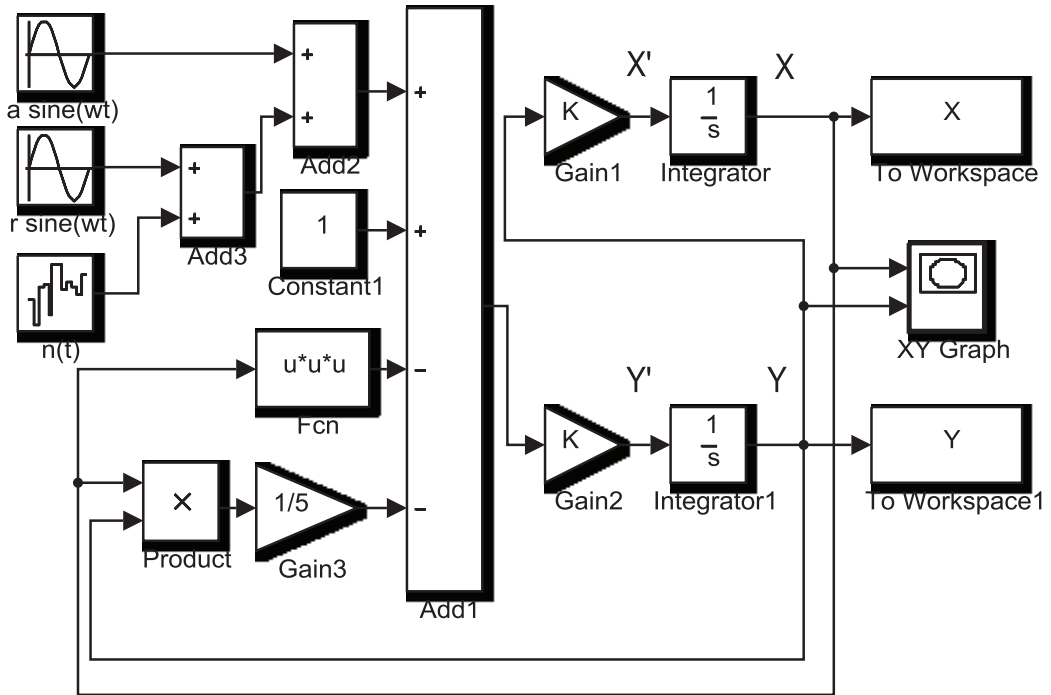 a sine(wt)
r sine(wt)
n(t)
+
+
Add2
+
+
Add3
1
Constant1
u*u*u
Fcn
×
Product
1/5
Gain3
+
+
−
−
Add1
X'
X
K
Gain1
1
s
Integrator
X
To Workspace
XY Graph
Y'
Y
K
Gain2
1
s
Integrator1
Y
To Workspace1